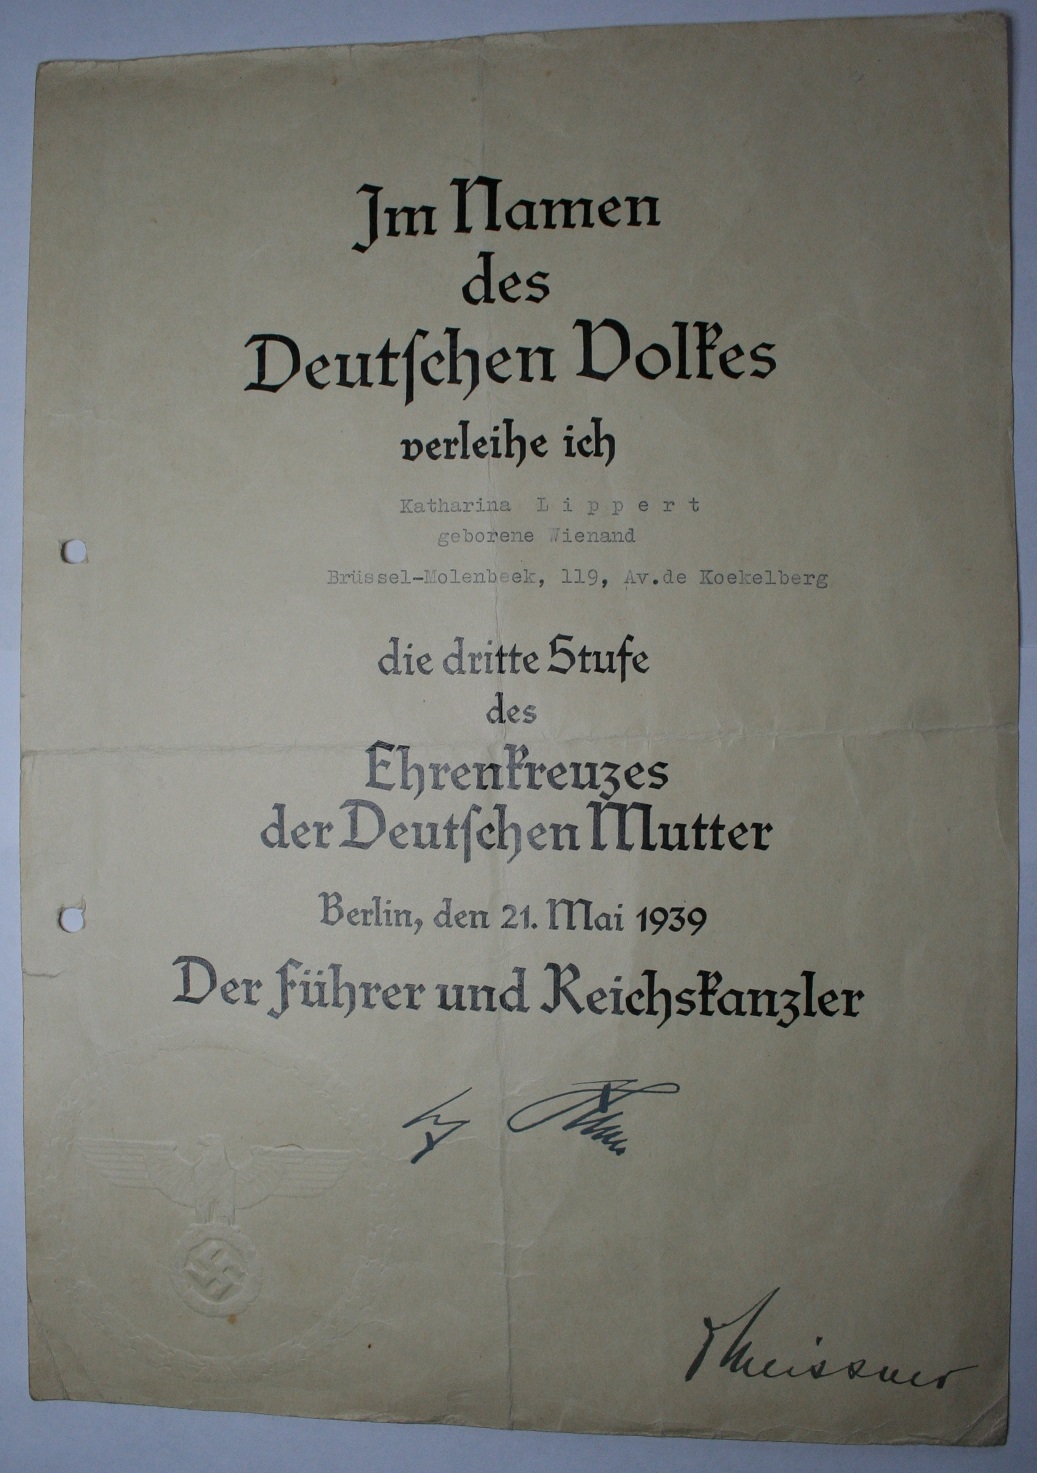 Im Namen
des
Deutſchen Volkes
verleihe ich
Katharina L i p p e r t
geborene Wienand
Brüssel-Molenbeek, 119, Av.de Koekelberg
die dritte Stufe
des
Ehrenkreuzes
der Deutſchen Mutter
Berlin, den 21. Mai 1939
Der Führer und Reichskanzler
Meissner